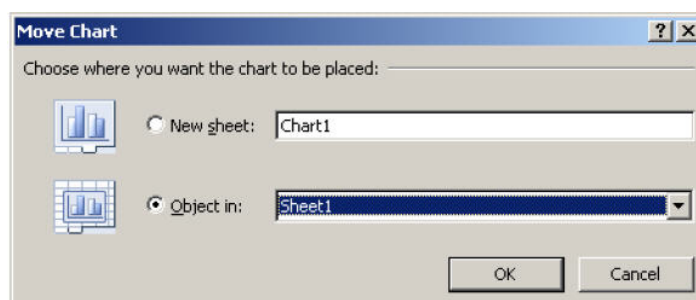 Move Chart
Choose where you want the chart to be placed:
New sheet: Chart1
Object in: Sheet1
OK Cancel